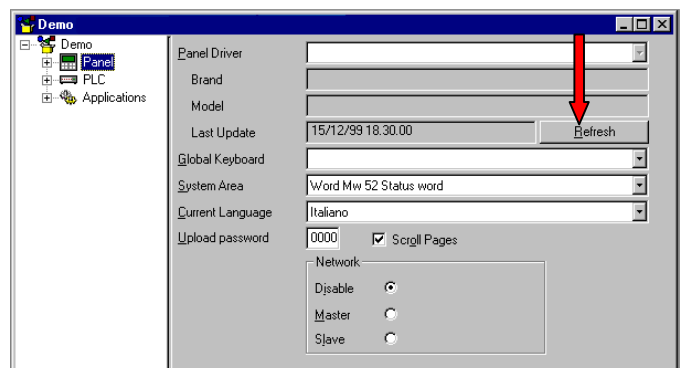 Demo
Demo
Panel
PLC
Applications
Panel Driver
Brand
Model
Last Update 15/12/99 18.30.00 Refresh
Global Keyboard
System Area Word Mw 52 Status word
Current Language Italiano
Upload password 0000 Scroll Pages
Network
Disable
Master
Slave